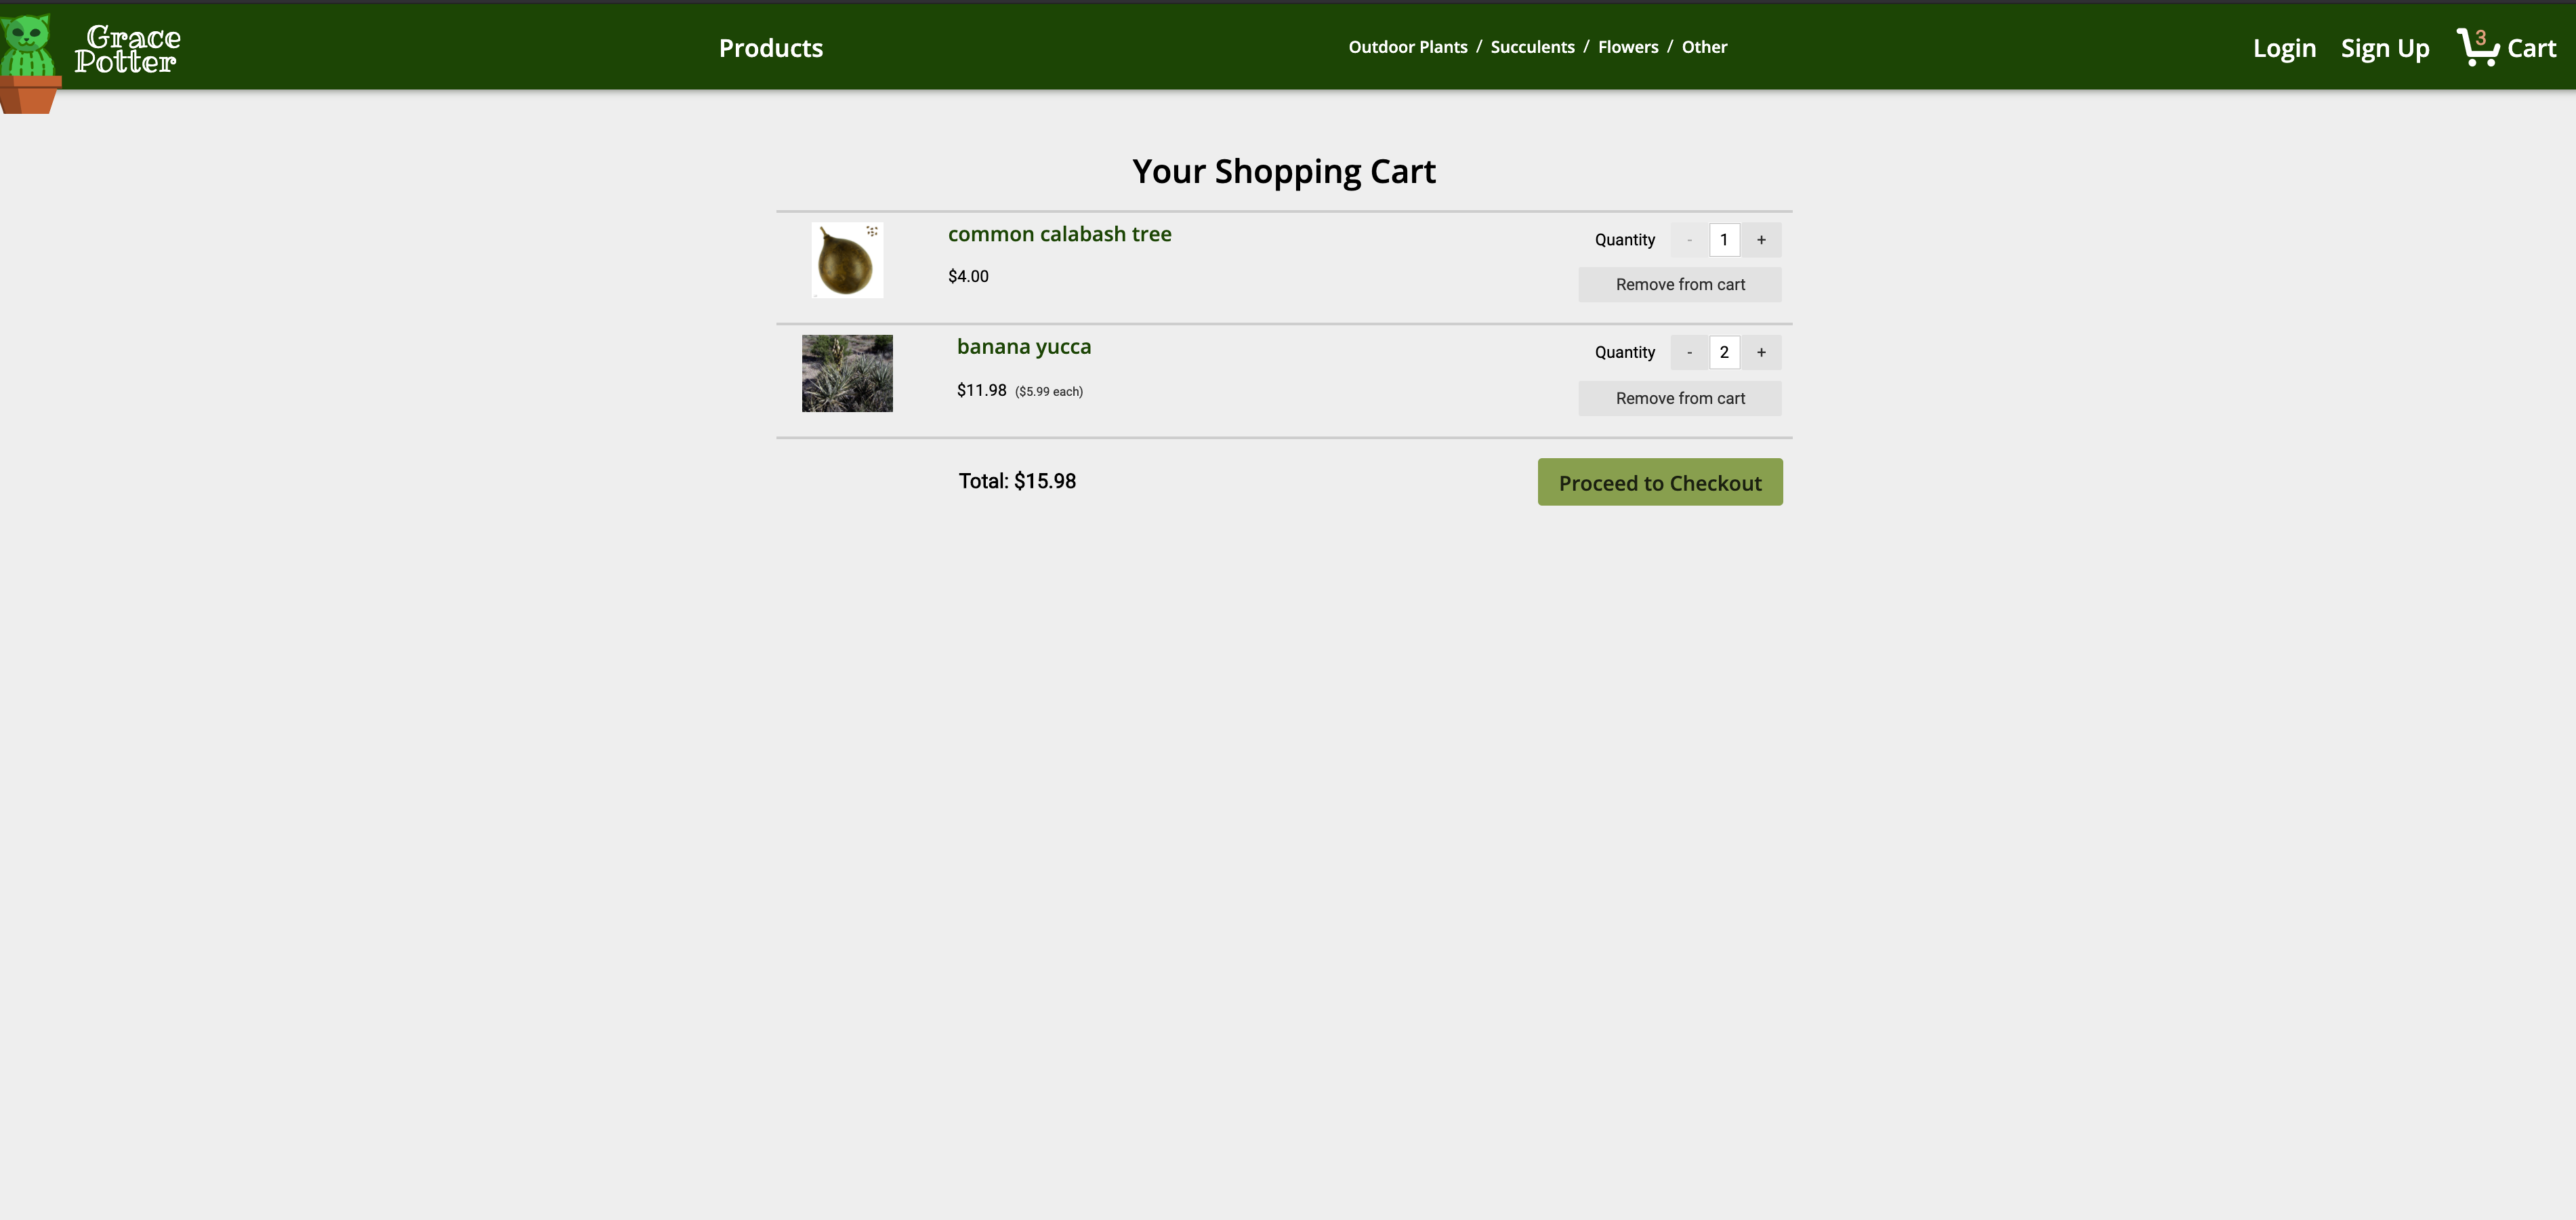 Grace
Potter
Products
Outdoor Plants / Succulents / Flowers / Other
Login Sign Up 3 Cart
Your Shopping Cart
common calabash tree
$4.00
Quantity - 1 +
Remove from cart
banana yucca
$11.98 ($5.99 each)
Quantity - 2 +
Remove from cart
Total: $15.98
Proceed to Checkout